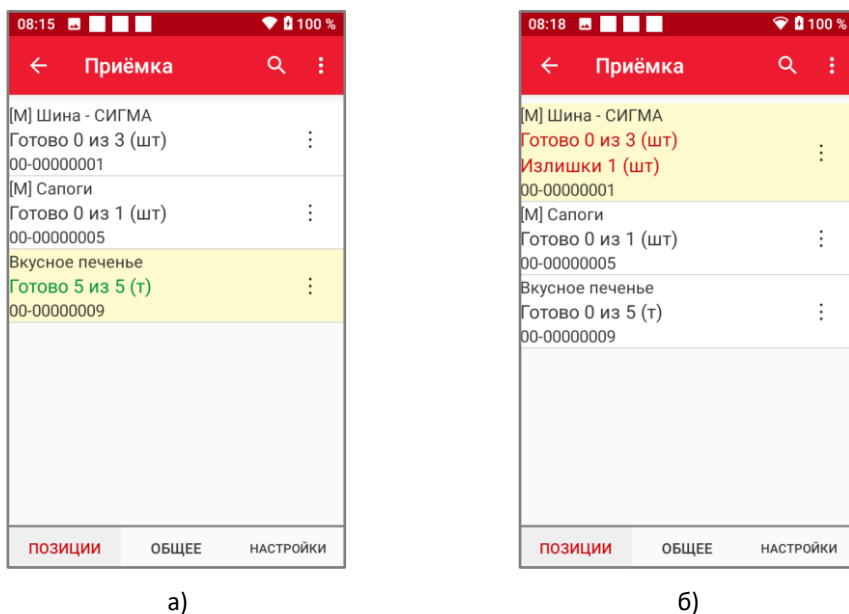 08:15 100 %
Приёмка
[М] Шина - СИГМА
Готово 0 из 3 (шт)
00-00000001
[М] Сапоги
Готово 0 из 1 (шт)
00-00000005
Вкусное печенье
Готово 5 из 5 (т)
00-00000009
ПОЗИЦИИ ОБЩЕЕ НАСТРОЙКИ
а)
08:18 100 %
Приёмка
[М] Шина - СИГМА
Готово 0 из 3 (шт)
Излишки 1 (шт)
00-00000001
[М] Сапоги
Готово 0 из 1 (шт)
00-00000005
Вкусное печенье
Готово 0 из 5 (т)
00-00000009
ПОЗИЦИИ ОБЩЕЕ НАСТРОЙКИ
б)